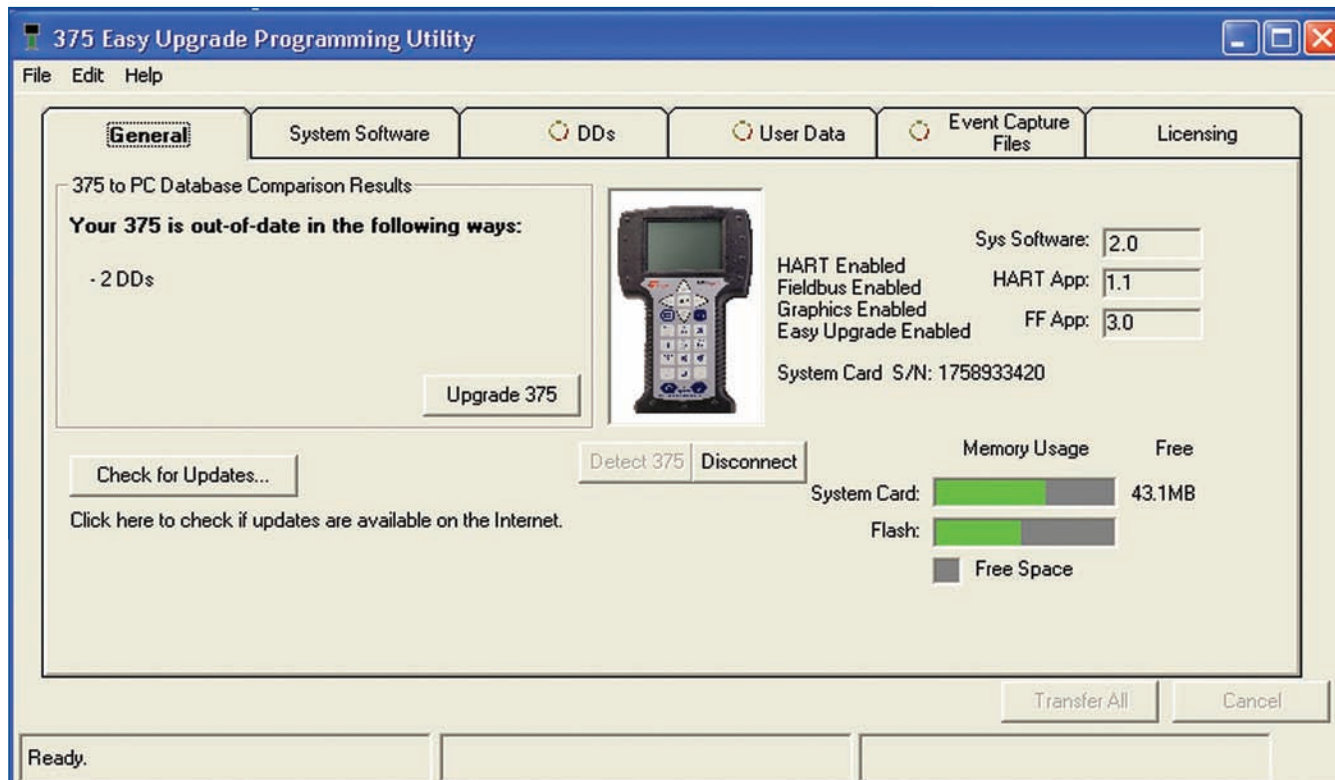 375 Easy Upgrade Programming Utility
File Edit Help
General
System Software
DDs
User Data
Event Capture
Files
Licensing
375 to PC Database Comparison Results
Your 375 is out-of-date in the following ways:
- 2 DDs
Upgrade 375
HART Enabled
Fieldbus Enabled
Graphics Enabled
Easy Upgrade Enabled
System Card S/N: 1758933420
Sys Software: 2.0
HART App: 1.1
FF App: 3.0
Check for Updates...
Click here to check if updates are available on the Internet.
Detect 375 Disconnect
Memory Usage Free
System Card: 43.1MB
Flash:
Free Space
Transfer All Cancel
Ready.